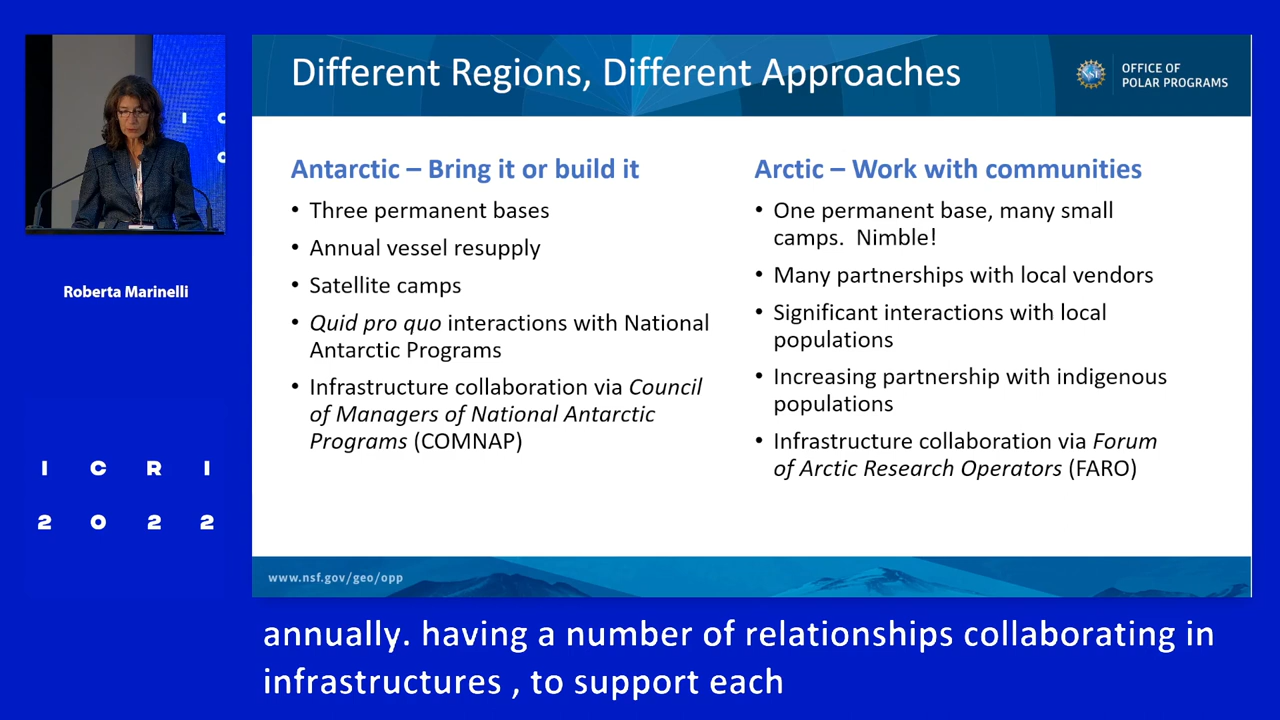 Different Regions, Different Approaches
OFFICE OF
POLAR PROGRAMS
I C
O
Roberta Marinelli
I C R I
2 0 2 2
Antarctic – Bring it or build it
• Three permanent bases
• Annual vessel resupply
• Satellite camps
• Quid pro quo interactions with National
Antarctic Programs
• Infrastructure collaboration via Council
of Managers of National Antarctic
Programs (COMNAP)
Arctic – Work with communities
• One permanent base, many small
camps. Nimble!
• Many partnerships with local vendors
• Significant interactions with local
populations
• Increasing partnership with indigenous
populations
• Infrastructure collaboration via Forum
of Arctic Research Operators (FARO)
www.nsf.gov/geo/opp
annually. having a number of relationships collaborating in
infrastructures , to support each